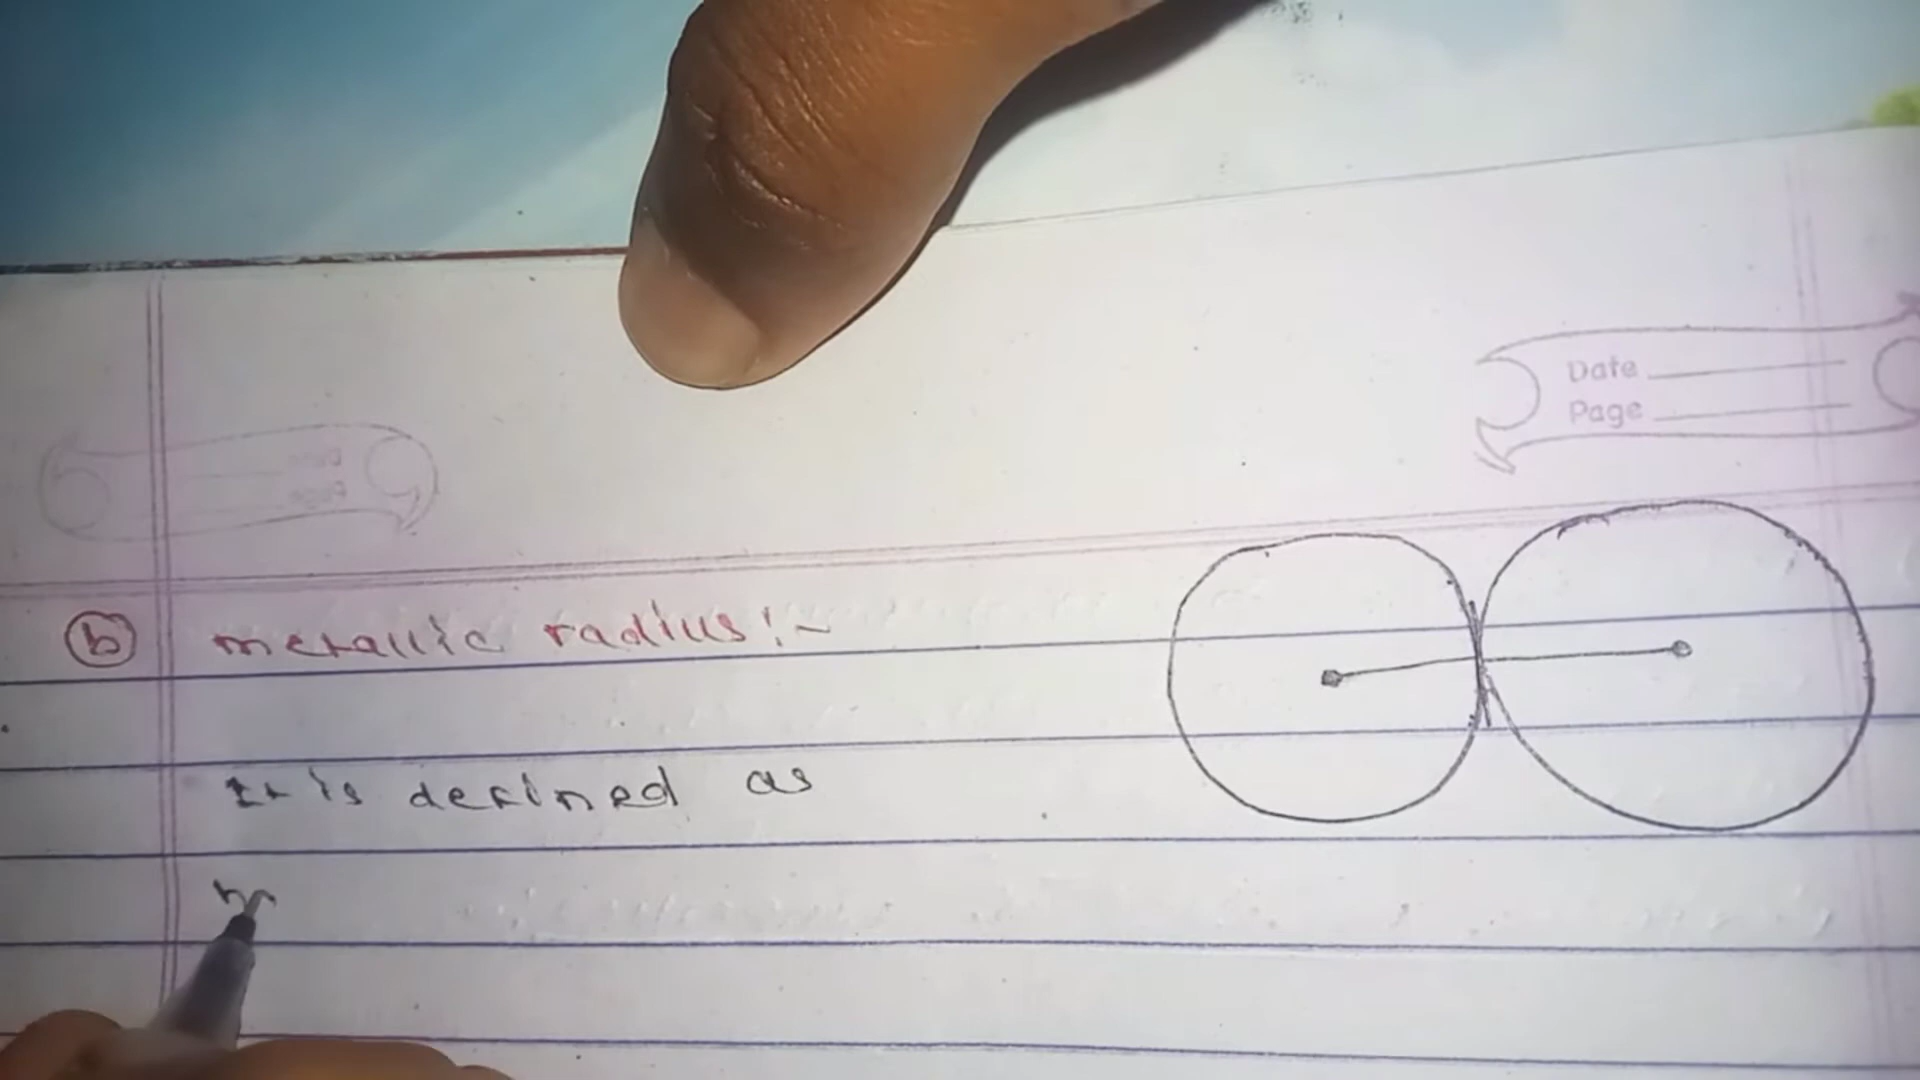 Date
Page
(b) metallic radius:-
It is defined as